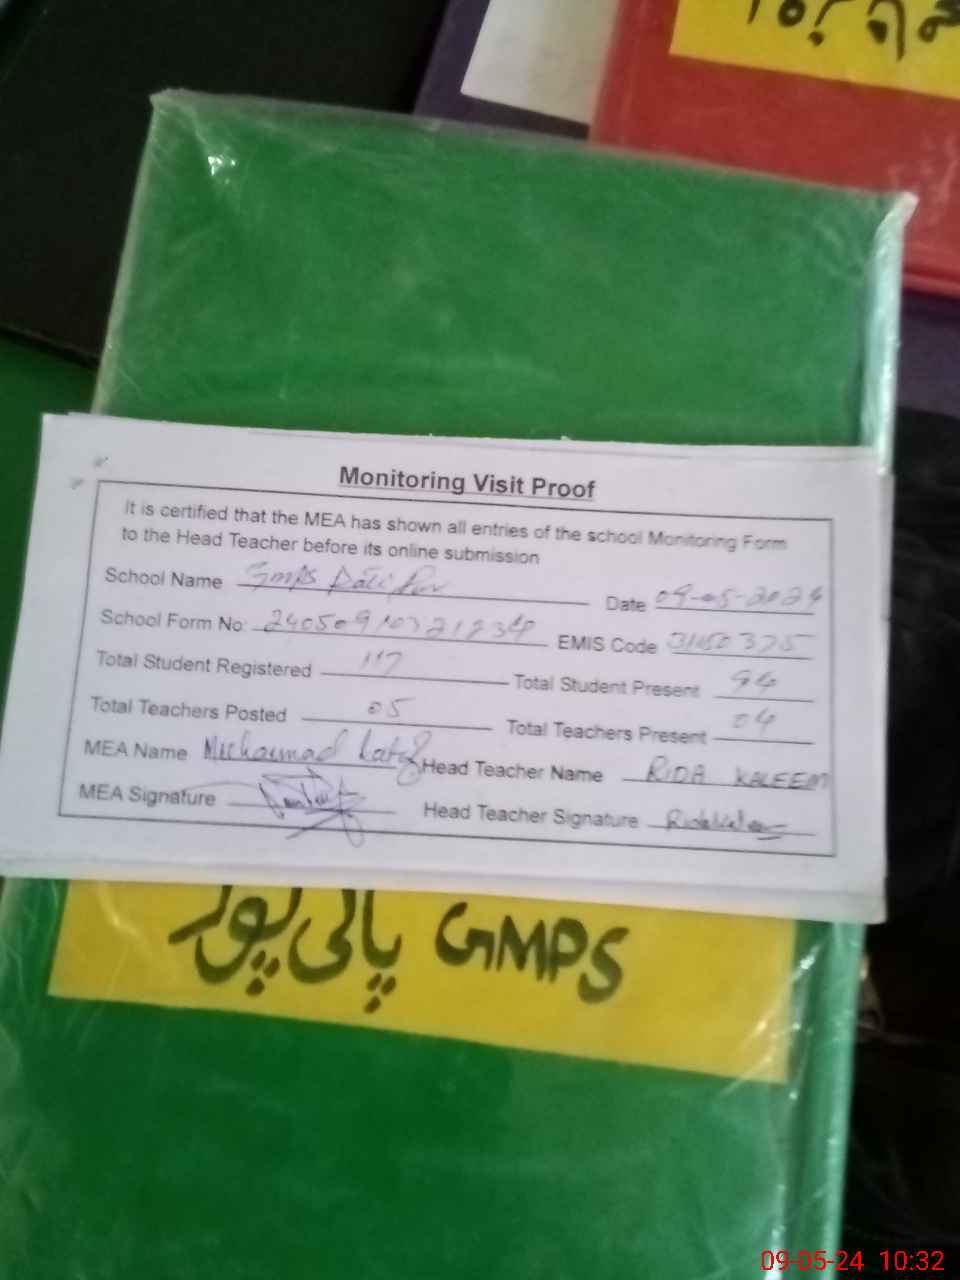 Monitoring Visit Proof
It is certified that the MEA has shown all entries of the school Monitoring Form
to the Head Teacher before its online submission
School Name GMPS Pali Pur Date 09-05-2024
School Form No: EMIS Code
Total Student Registered 117 Total Student Present 94
Total Teachers Posted 05 Total Teachers Present 04
MEA Name Muhammad Head Teacher Name RIDA KALEEM
MEA Signature Head Teacher Signature
GMPS پالی پور
09-05-24 10:32